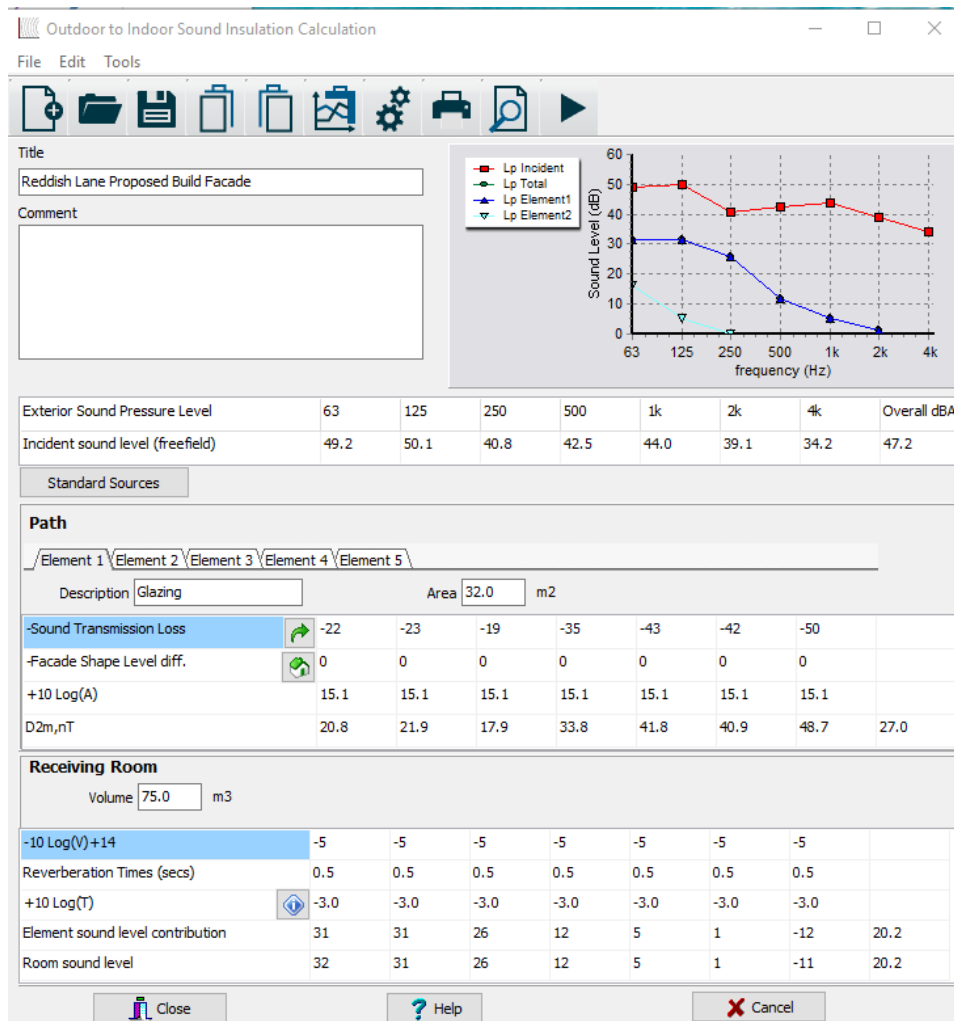 Outdoor to Indoor Sound Insulation Calculation
File Edit Tools
Title
Reddish Lane Proposed Build Facade
Comment
Lp Incident
Lp Total
Lp Element1
Lp Element2
Sound Level (dB)
60
50
40
30
20
10
0
63 125 250 500 1k 2k 4k
frequency (Hz)
Exterior Sound Pressure Level 63 125 250 500 1k 2k 4k Overall dBA
Incident sound level (freefield) 49.2 50.1 40.8 42.5 44.0 39.1 34.2 47.2
Standard Sources
Path
Element 1 Element 2 Element 3 Element 4 Element 5
Description Glazing Area 32.0 m2
-Sound Transmission Loss -22 -23 -19 -35 -43 -42 -50
-Facade Shape Level diff. 0 0 0 0 0 0 0
+10 Log(A) 15.1 15.1 15.1 15.1 15.1 15.1 15.1
D2m,nT 20.8 21.9 17.9 33.8 41.8 40.9 48.7 27.0
Receiving Room
Volume 75.0 m3
-10 Log(V)+14 -5 -5 -5 -5 -5 -5 -5
Reverberation Times (secs) 0.5 0.5 0.5 0.5 0.5 0.5 0.5
+10 Log(T) -3.0 -3.0 -3.0 -3.0 -3.0 -3.0 -3.0
Element sound level contribution 31 31 26 12 5 1 -12 20.2
Room sound level 32 31 26 12 5 1 -11 20.2
Close ? Help Cancel